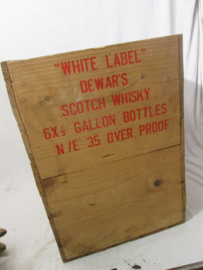 "WHITE LABEL"
DEWAR'S
SCOTCH WHISKY
6X½ GALLON BOTTLES
N/E 35 OVER PROOF